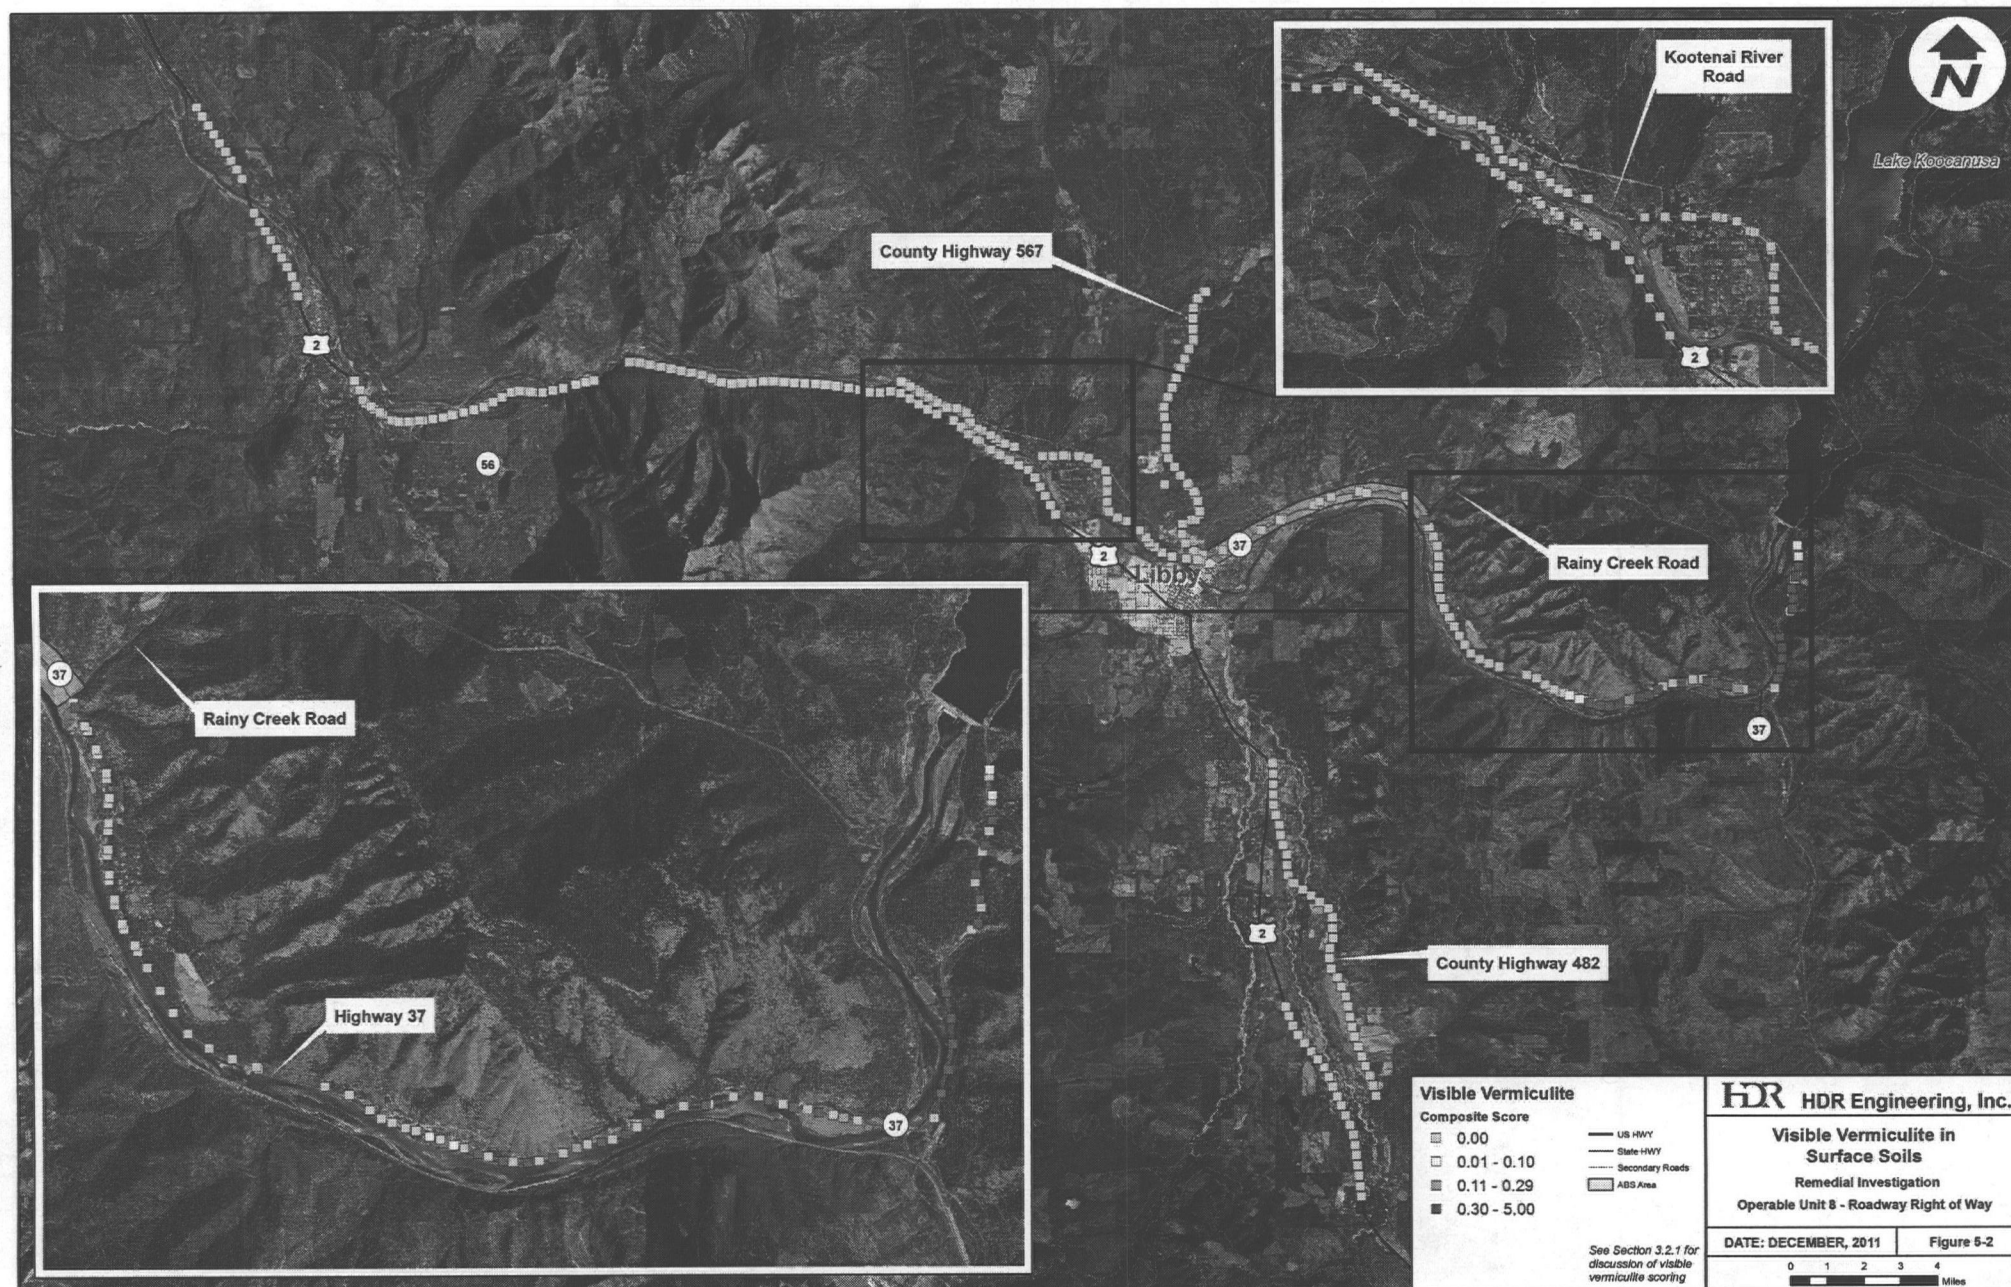 Kootenai River
Road
N
Lake Koocanusa
County Highway 567
2
56
2
2
37
Libby
Rainy Creek Road
37
37
Rainy Creek Road
Highway 37
37
2
County Highway 482
Visible Vermiculite
Composite Score
0.00
0.01 - 0.10
0.11 - 0.29
0.30 - 5.00
US HWY
State HWY
Secondary Roads
ABS Area
See Section 3.2.1 for
discussion of visible
vermiculite scoring
HDR HDR Engineering, Inc.
Visible Vermiculite in
Surface Soils
Remedial Investigation
Operable Unit 8 - Roadway Right of Way
DATE: DECEMBER, 2011
Figure 5-2
0 1 2 3 4
Miles